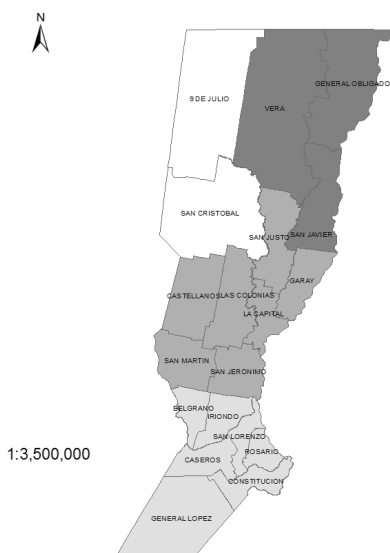 N
GENERAL OBLIGADO
9 DE JULIO
VERA
SAN CRISTOBAL
SAN JUSTO
SAN JAVIER
GARAY
CASTELLANOS
LAS COLONIAS
LA CAPITAL
SAN MARTIN
SAN JERONIMO
BELGRANO
IRIONDO
SAN LORENZO
1:3,500,000
ROSARIO
CASEROS
CONSTITUCION
GENERAL LOPEZ